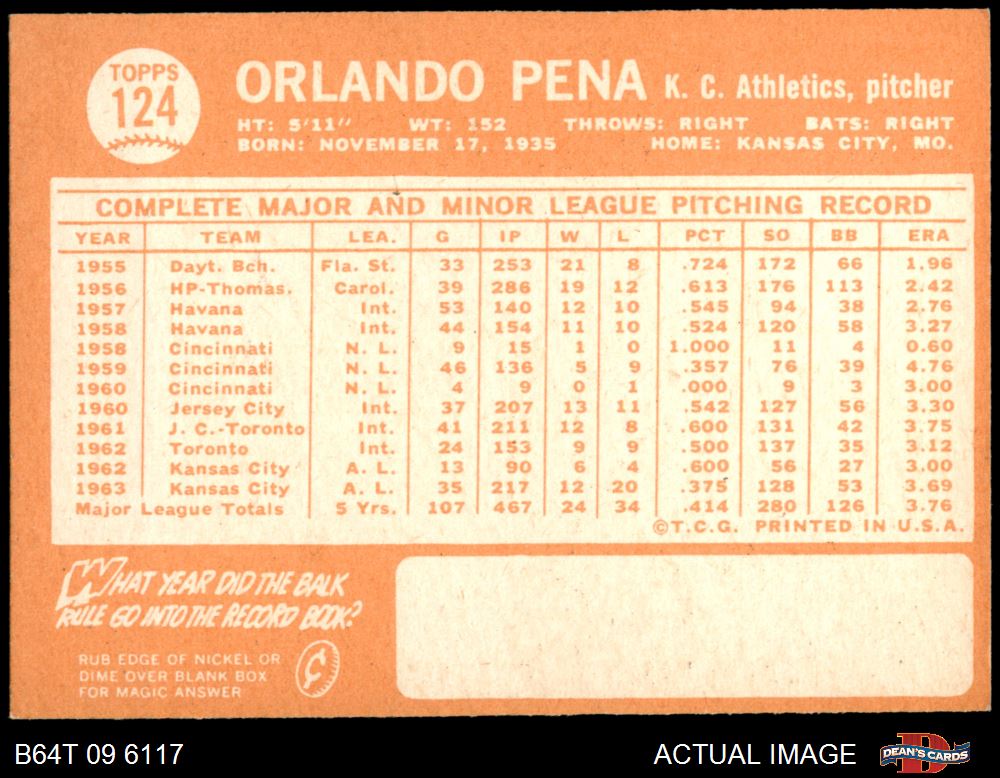 TOPPS
124
ORLANDO PENA K. C. Athletics, pitcher
HT: 5'11" WT: 152 THROWS: RIGHT BATS: RIGHT
BORN: NOVEMBER 17, 1935 HOME: KANSAS CITY, MO.
COMPLETE MAJOR AND MINOR LEAGUE PITCHING RECORD
YEAR TEAM LEA. G IP W L PCT SO BB ERA
1955 Dayt. Bch. Fla. St. 33 253 21 8 .724 172 66 1.96
1956 HP-Thomas. Carol. 39 286 19 12 .613 176 113 2.42
1957 Havana Int. 53 140 12 10 .545 94 38 2.76
1958 Havana Int. 44 154 11 10 .524 120 58 3.27
1958 Cincinnati N. L. 9 15 1 0 1.000 11 4 0.60
1959 Cincinnati N. L. 46 136 5 9 .357 76 39 4.76
1960 Cincinnati N. L. 4 9 0 1 .000 9 3 3.00
1960 Jersey City Int. 37 207 13 11 .542 127 56 3.30
1961 J. C.-Toronto Int. 41 211 12 8 .600 131 42 3.75
1962 Toronto Int. 24 153 9 9 .500 137 35 3.12
1962 Kansas City A. L. 13 90 6 4 .600 56 27 3.00
1963 Kansas City A. L. 35 217 12 20 .375 128 53 3.69
Major League Totals 5 Yrs. 107 467 24 34 .414 280 126 3.76
©T.C.G. PRINTED IN U.S.A.
WHAT YEAR DID THE BALK
RULE GO INTO THE RECORD BOOK?
RUB EDGE OF NICKEL OR
DIME OVER BLANK BOX
FOR MAGIC ANSWER
¢
B64T 09 6117 ACTUAL IMAGE
DEAN'S CARDS